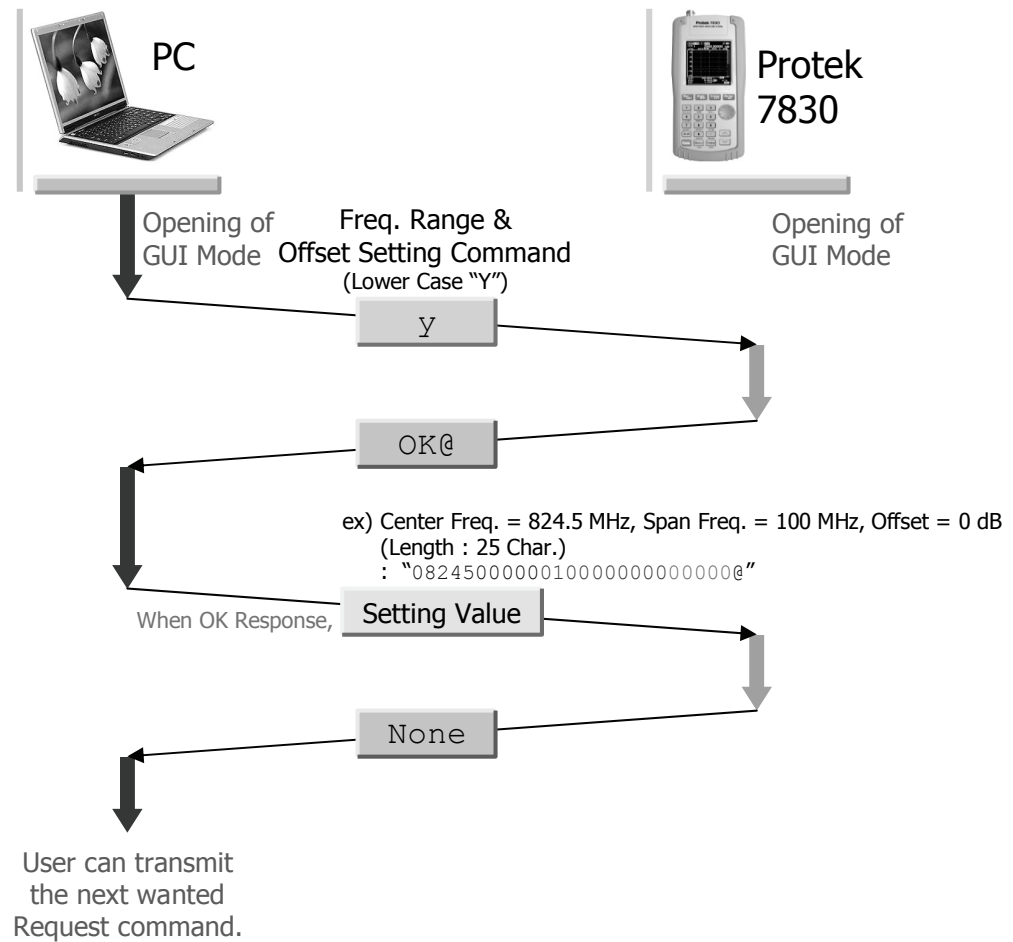 PC
Protek
7830
Opening of
GUI Mode
Freq. Range &
Offset Setting Command
(Lower Case “Y”)
Opening of
GUI Mode
y
OK@
ex) Center Freq. = 824.5 MHz, Span Freq. = 100 MHz, Offset = 0 dB
(Length : 25 Char.)
: “082450000001000000000000@”
When OK Response,
Setting Value
None
User can transmit
the next wanted
Request command.